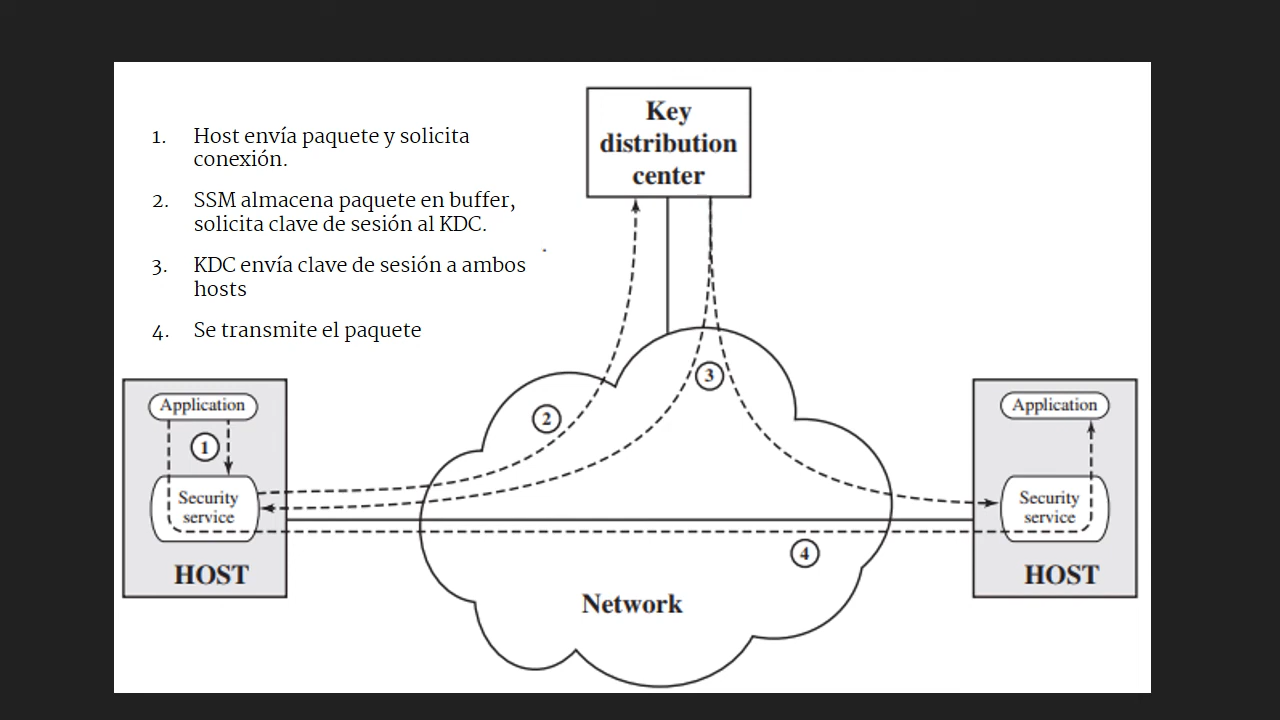 Key
distribution
center
1. Host envía paquete y solicita
conexión.
2. SSM almacena paquete en buffer,
solicita clave de sesión al KDC.
3. KDC envía clave de sesión a ambos
hosts
4. Se transmite el paquete
3
2
Application
1
Security
service
HOST
Application
Security
service
HOST
4
Network